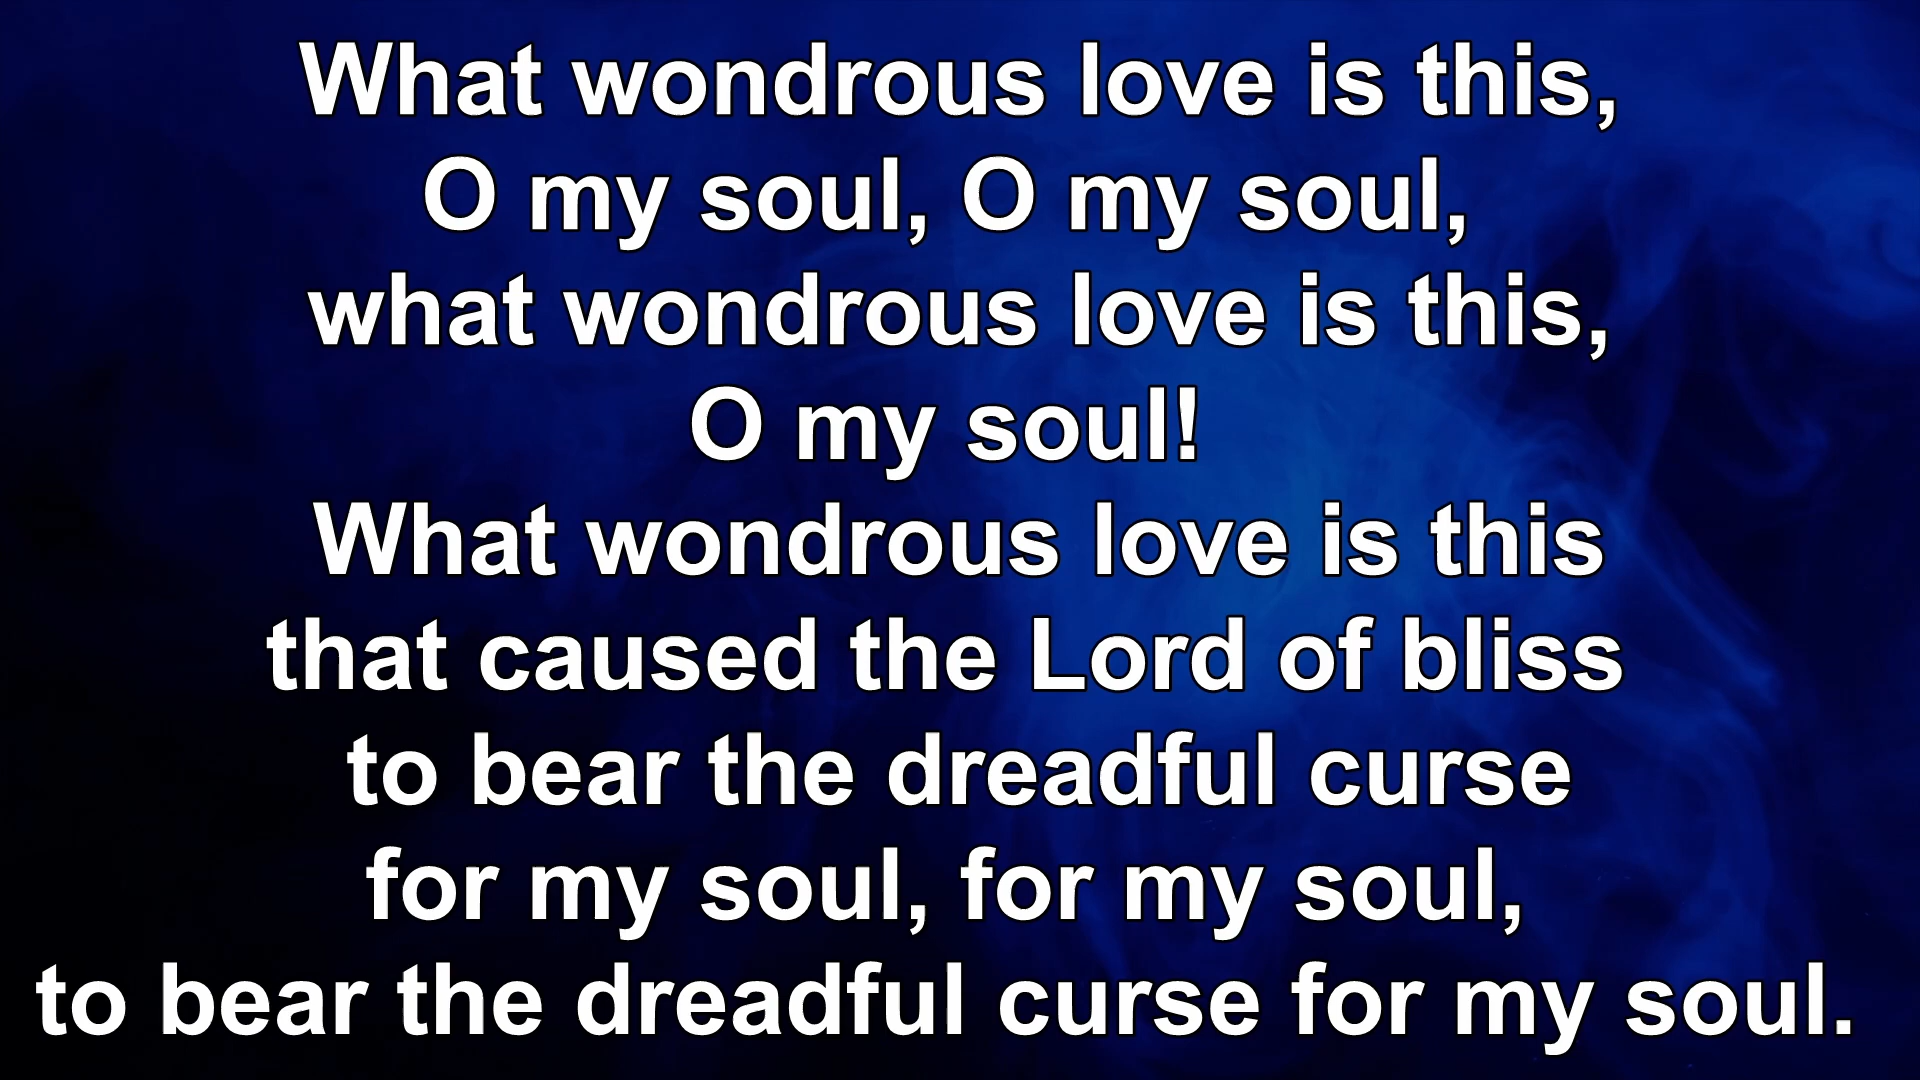 What wondrous love is this,
O my soul, O my soul,
what wondrous love is this,
O my soul!
What wondrous love is this
that caused the Lord of bliss
to bear the dreadful curse
for my soul, for my soul,
to bear the dreadful curse for my soul.